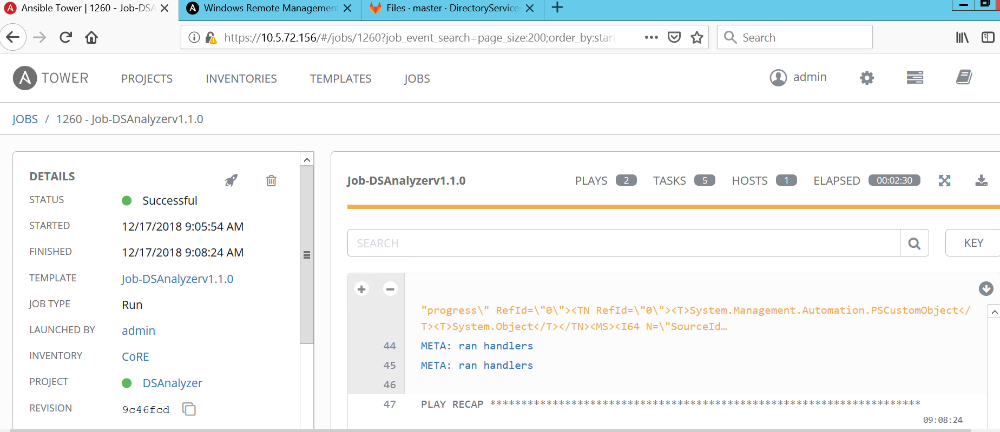 Ansible Tower | 1260 - Job-DSA
Windows Remote Management
Files · master · DirectoryService
https://10.5.72.156/#/jobs/1260?job_event_search=page_size:200;order_by:star
Search
TOWER
PROJECTS
INVENTORIES
TEMPLATES
JOBS
admin
JOBS / 1260 - Job-DSAnalyzerv1.1.0
DETAILS
STATUS Successful
STARTED 12/17/2018 9:05:54 AM
FINISHED 12/17/2018 9:08:24 AM
TEMPLATE Job-DSAnalyzerv1.1.0
JOB TYPE Run
LAUNCHED BY admin
INVENTORY CoRE
PROJECT DSAnalyzer
REVISION 9c46fcd
Job-DSAnalyzerv1.1.0 PLAYS 2 TASKS 5 HOSTS 1 ELAPSED 00:02:30
SEARCH
KEY
"progress\" RefId=\"0\"><TN RefId=\"0\"><T>System.Management.Automation.PSCustomObject</
T><T>System.Object</T></TN><MS><I64 N=\"SourceId…
44 META: ran handlers
45 META: ran handlers
46
47 PLAY RECAP *********************************************************************
09:08:24